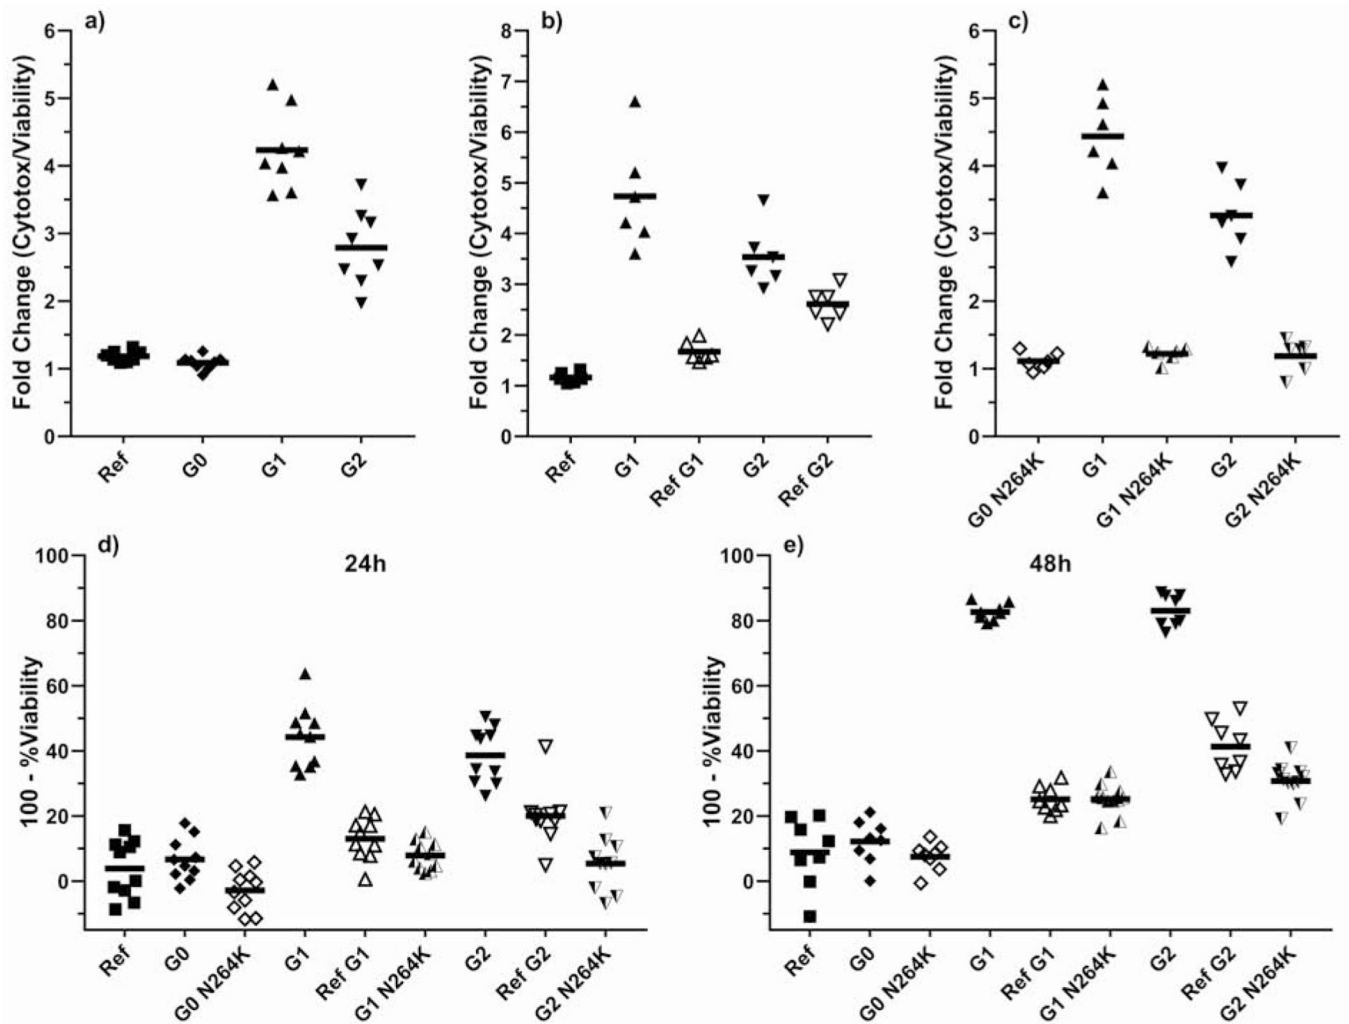 a)
Fold Change (Cytotox/Viability)
6
5
4
3
2
1
0
Ref
G0
G1
G2
b)
Fold Change (Cytotox/Viability)
8
7
6
5
4
3
2
1
0
Ref
G1
Ref G1
G2
Ref G2
c)
Fold Change (Cytotox/Viability)
6
5
4
3
2
1
0
G0 N264K
G1
G1 N264K
G2
G2 N264K
d)
24h
100 - %Viability
100
80
60
40
20
0
Ref
G0
G0 N264K
G1
Ref G1
G1 N264K
G2
Ref G2
G2 N264K
e)
48h
100 - %Viability
100
80
60
40
20
0
Ref
G0
G0 N264K
G1
Ref G1
G1 N264K
G2
Ref G2
G2 N264K